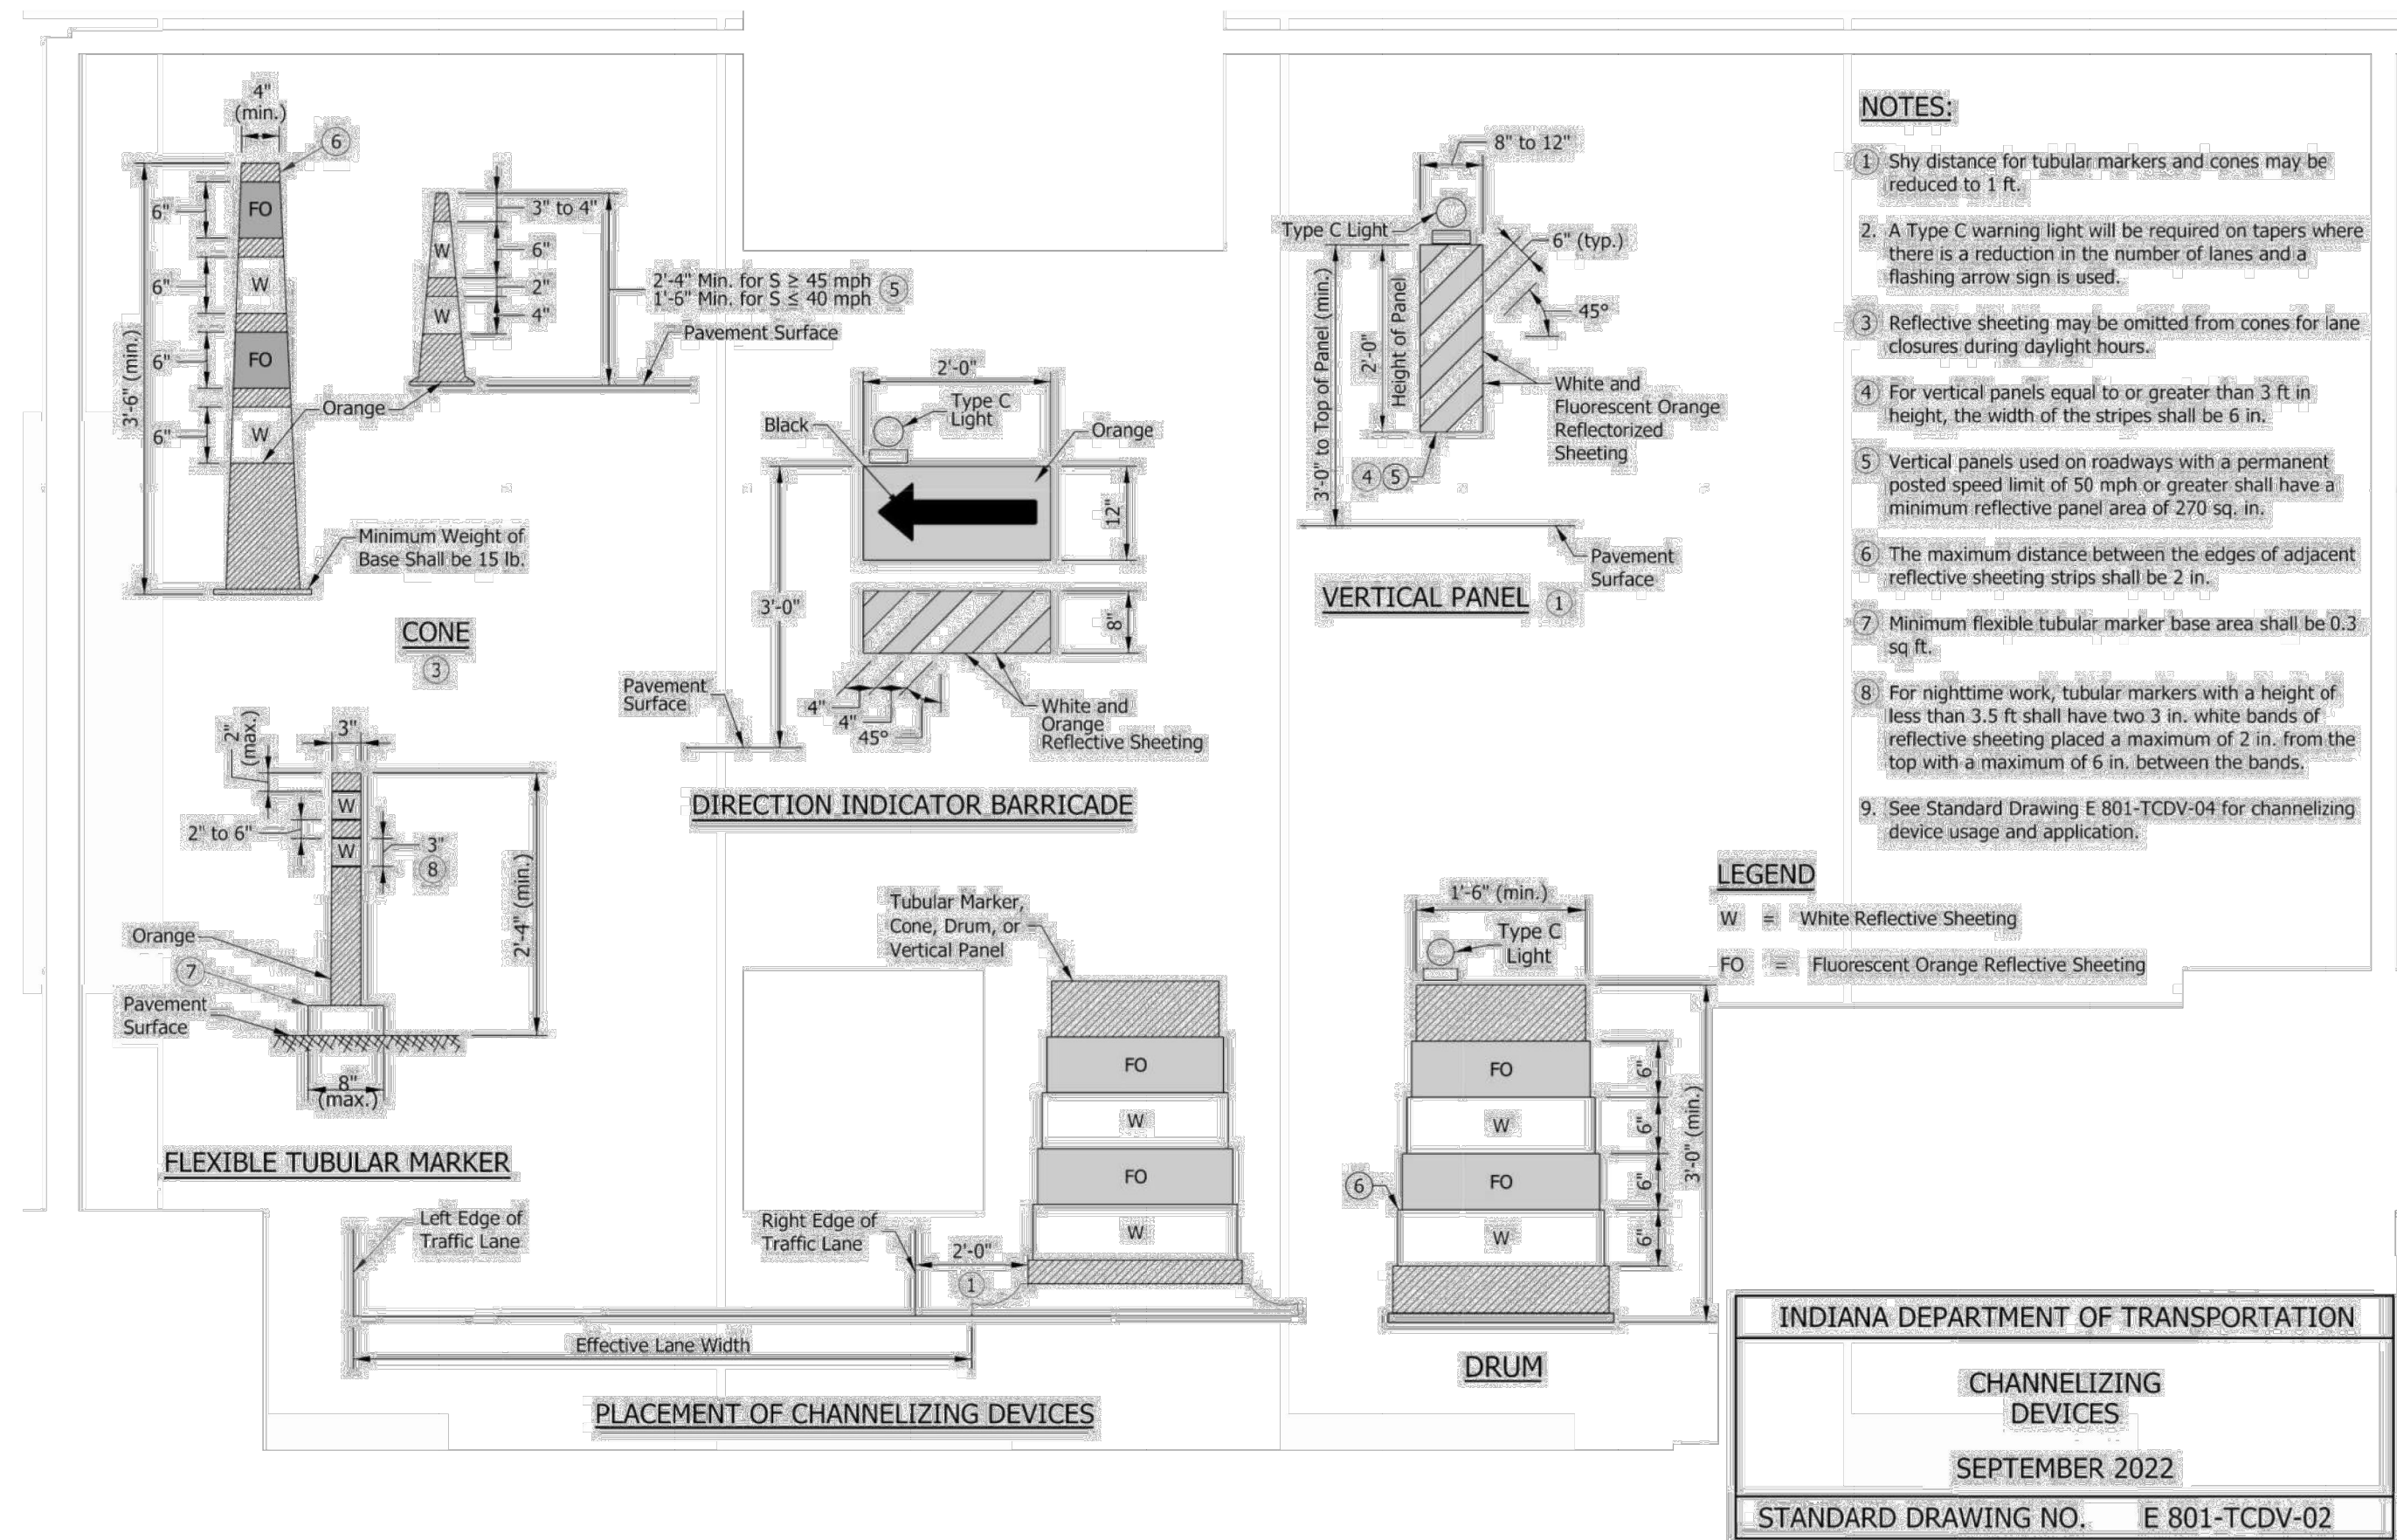 4"
(min.)
6
6"
FO
6"
W
6"
FO
6"
W
3'-6" (min.)
Orange
Minimum Weight of
Base Shall be 15 lb.
W
W
3" to 4"
6"
2"
4"
2'-4" Min. for S ≥ 45 mph
1'-6" Min. for S ≤ 40 mph
5
Pavement Surface
CONE
3
2'-0"
Type C
Light
Black
Orange
12"
3'-0"
8"
Pavement
Surface
4"
4"
45°
White and
Orange
Reflective Sheeting
DIRECTION INDICATOR BARRICADE
8" to 12"
Type C Light
6" (typ.)
45°
3'-0" to Top of Panel (min.)
2'-0"
Height of Panel
White and
Fluorescent Orange
Reflectorized
Sheeting
4 5
Pavement
Surface
VERTICAL PANEL 1
NOTES:
1 Shy distance for tubular markers and cones may be
reduced to 1 ft.
2. A Type C warning light will be required on tapers where
there is a reduction in the number of lanes and a
flashing arrow sign is used.
3 Reflective sheeting may be omitted from cones for lane
closures during daylight hours.
4 For vertical panels equal to or greater than 3 ft in
height, the width of the stripes shall be 6 in.
5 Vertical panels used on roadways with a permanent
posted speed limit of 50 mph or greater shall have a
minimum reflective panel area of 270 sq. in.
6 The maximum distance between the edges of adjacent
reflective sheeting strips shall be 2 in.
7 Minimum flexible tubular marker base area shall be 0.3
sq ft.
8 For nighttime work, tubular markers with a height of
less than 3.5 ft shall have two 3 in. white bands of
reflective sheeting placed a maximum of 2 in. from the
top with a maximum of 6 in. between the bands.
9. See Standard Drawing E 801-TCDV-04 for channelizing
device usage and application.
LEGEND
W = White Reflective Sheeting
FO = Fluorescent Orange Reflective Sheeting
2"
(max.)
3"
W
2" to 6"
W
3"
8
2'-4" (min.)
Orange
7
Pavement
Surface
8"
(max.)
FLEXIBLE TUBULAR MARKER
Tubular Marker,
Cone, Drum, or
Vertical Panel
FO
W
FO
W
Left Edge of
Traffic Lane
Right Edge of
Traffic Lane
2'-0"
1
Effective Lane Width
PLACEMENT OF CHANNELIZING DEVICES
1'-6" (min.)
Type C
Light
FO
6"
W
6"
FO
6"
W
6"
3'-0" (min.)
6
DRUM
INDIANA DEPARTMENT OF TRANSPORTATION
CHANNELIZING
DEVICES
SEPTEMBER 2022
STANDARD DRAWING NO. E 801-TCDV-02